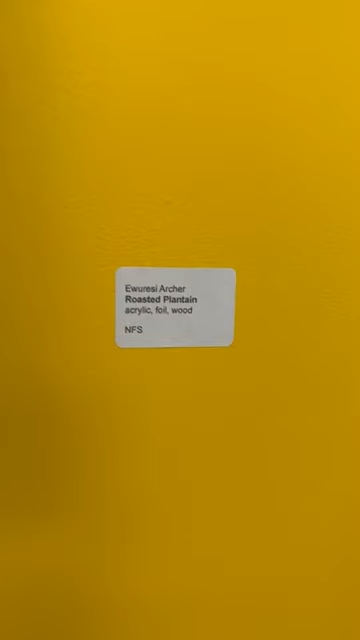 Ewuresi Archer
Roasted Plantain
acrylic, foil, wood
NFS